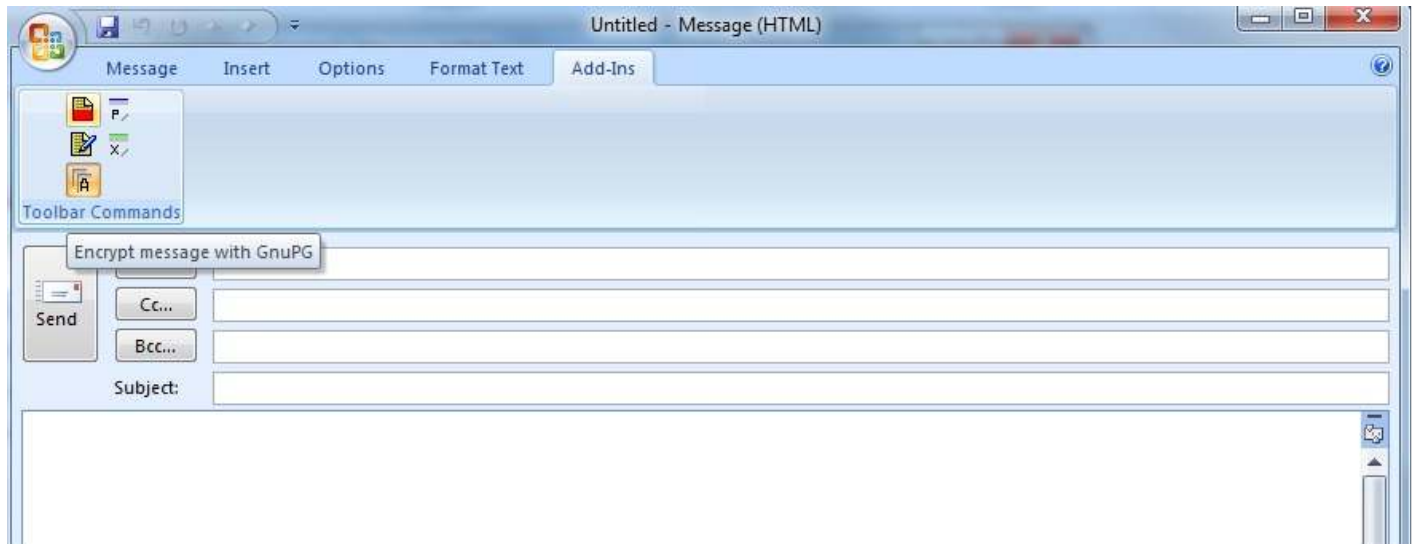 Untitled - Message (HTML)
Message Insert Options Format Text Add-Ins
P
X
A
Toolbar Commands
Encrypt message with GnuPG
Send
Cc...
Bcc...
Subject: